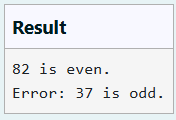 Result
82 is even.
Error: 37 is odd.